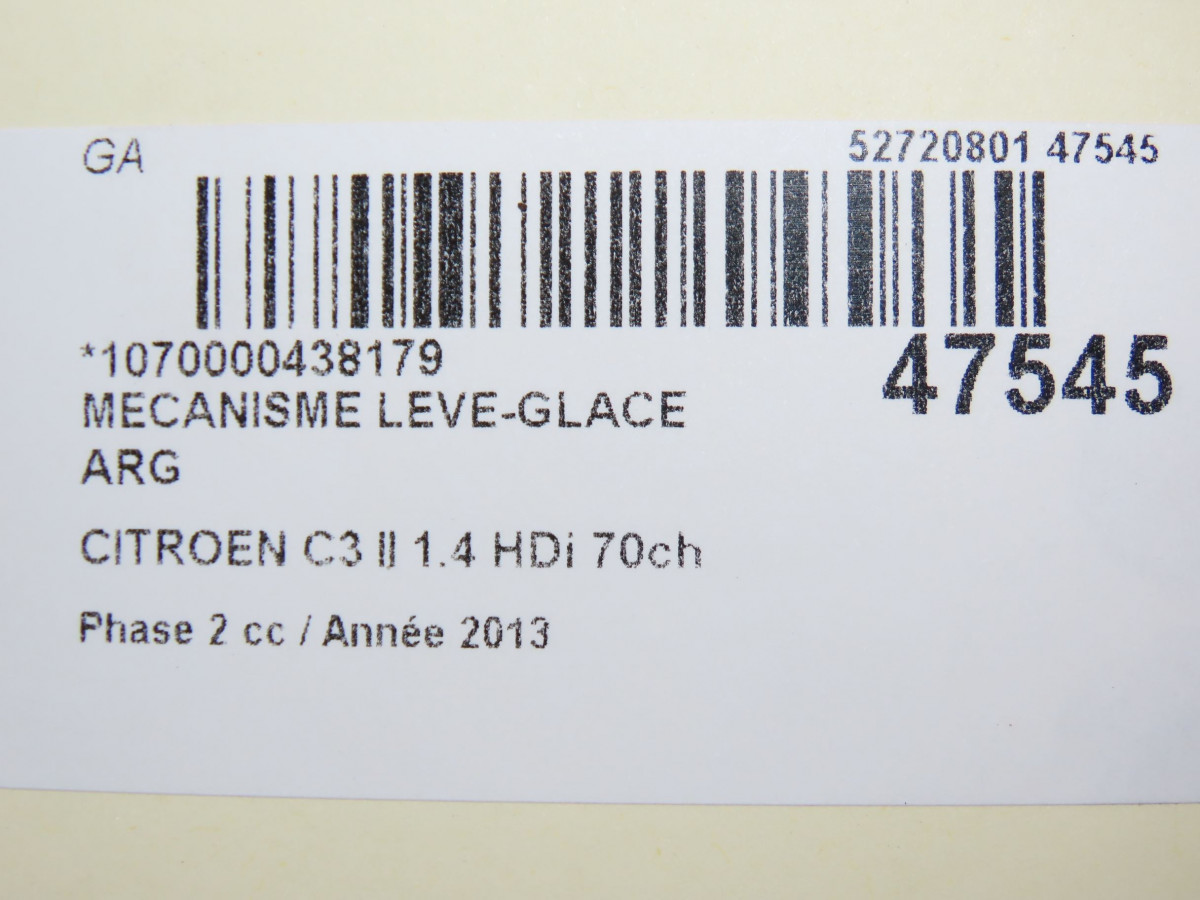 GA
52720801 47545
*1070000438179
47545
MECANISME LEVE-GLACE
ARG
CITROEN C3 II 1.4 HDi 70ch
Phase 2 cc / Année 2013